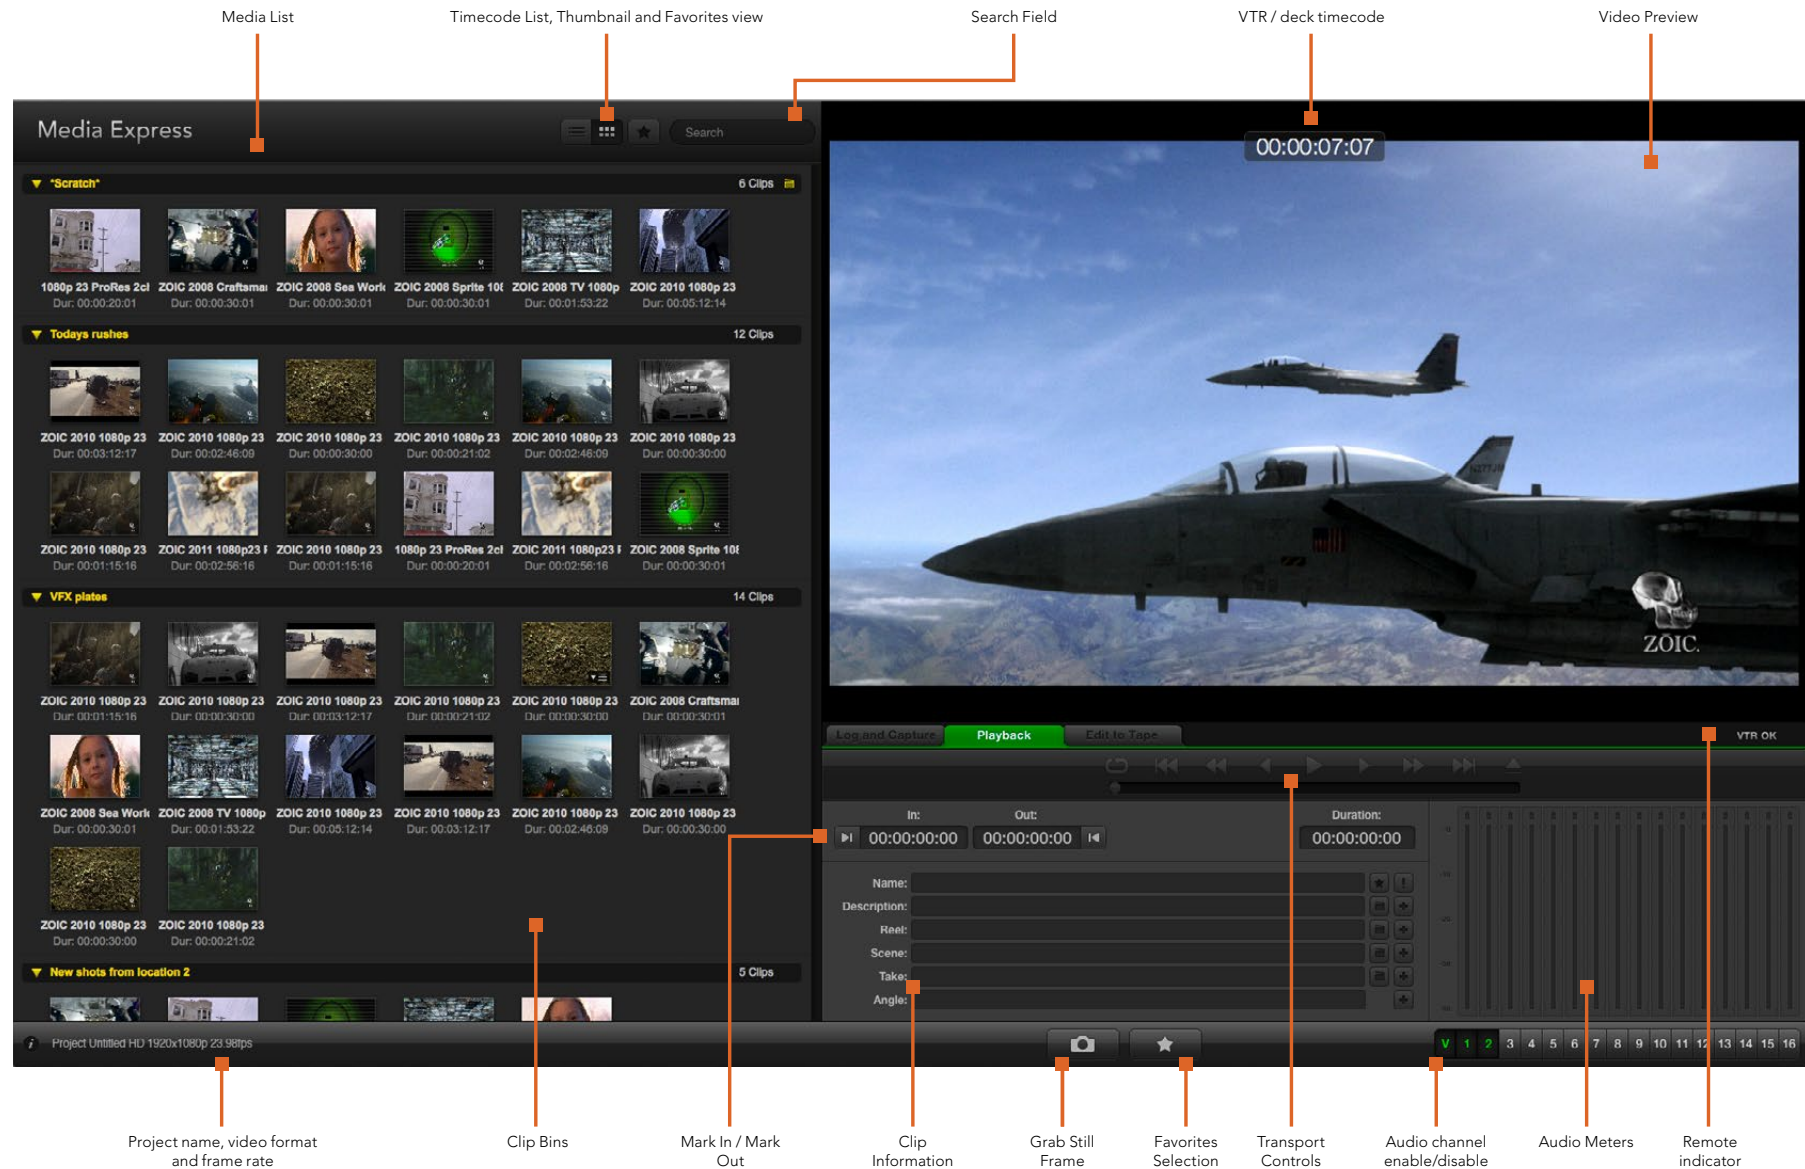 Media List
Timecode List, Thumbnail and Favorites view
Search Field
VTR / deck timecode
Video Preview
Media Express
Search
00:00:07:07
*Scratch*
6 Clips
1080p 23 ProRes 2cl
ZOIC 2008 Craftsmar
ZOIC 2008 Sea Work
ZOIC 2008 Sprite 108
ZOIC 2008 TV 1080p
ZOIC 2010 1080p 23
Dur: 00:00:20:01
Dur: 00:00:30:01
Dur: 00:00:30:01
Dur: 00:00:30:01
Dur: 00:01:53:22
Dur: 00:05:12:14
Todays rushes
12 Clips
ZOIC 2010 1080p 23
ZOIC 2010 1080p 23
ZOIC 2010 1080p 23
ZOIC 2010 1080p 23
ZOIC 2010 1080p 23
ZOIC 2010 1080p 23
Dur: 00:03:12:17
Dur: 00:02:46:09
Dur: 00:00:30:00
Dur: 00:00:21:02
Dur: 00:02:46:09
Dur: 00:00:30:00
ZOIC 2010 1080p 23
ZOIC 2011 1080p23 F
ZOIC 2010 1080p 23
1080p 23 ProRes 2cl
ZOIC 2011 1080p23 F
ZOIC 2008 Sprite 108
Dur: 00:01:15:16
Dur: 00:02:56:16
Dur: 00:01:15:16
Dur: 00:00:20:01
Dur: 00:02:56:16
Dur: 00:00:30:01
VFX plates
14 Clips
ZOIC 2010 1080p 23
ZOIC 2010 1080p 23
ZOIC 2010 1080p 23
ZOIC 2010 1080p 23
ZOIC 2010 1080p 23
ZOIC 2008 Craftsmar
Dur: 00:01:15:16
Dur: 00:00:30:00
Dur: 00:03:12:17
Dur: 00:00:21:02
Dur: 00:00:30:00
Dur: 00:00:30:01
ZOIC 2008 Sea Work
ZOIC 2008 TV 1080p
ZOIC 2010 1080p 23
ZOIC 2010 1080p 23
ZOIC 2010 1080p 23
ZOIC 2010 1080p 23
Dur: 00:00:30:01
Dur: 00:01:53:22
Dur: 00:05:12:14
Dur: 00:03:12:17
Dur: 00:02:46:09
Dur: 00:00:30:00
ZOIC 2010 1080p 23
ZOIC 2010 1080p 23
Dur: 00:00:30:00
Dur: 00:00:21:02
New shots from location 2
5 Clips
ZOIC.
Log and Capture
Playback
Edit to Tape
VTR OK
In:
Out:
Duration:
00:00:00:00
00:00:00:00
00:00:00:00
Name:
Description:
Reel:
Scene:
Take:
Angle:
Project Untitled HD 1920x1080p 23.98fps
V 1 2 3 4 5 6 7 8 9 10 11 12 13 14 15 16
Project name, video format
and frame rate
Clip Bins
Mark In / Mark
Out
Clip
Information
Grab Still
Frame
Favorites
Selection
Transport
Controls
Audio channel
enable/disable
Audio Meters
Remote
indicator